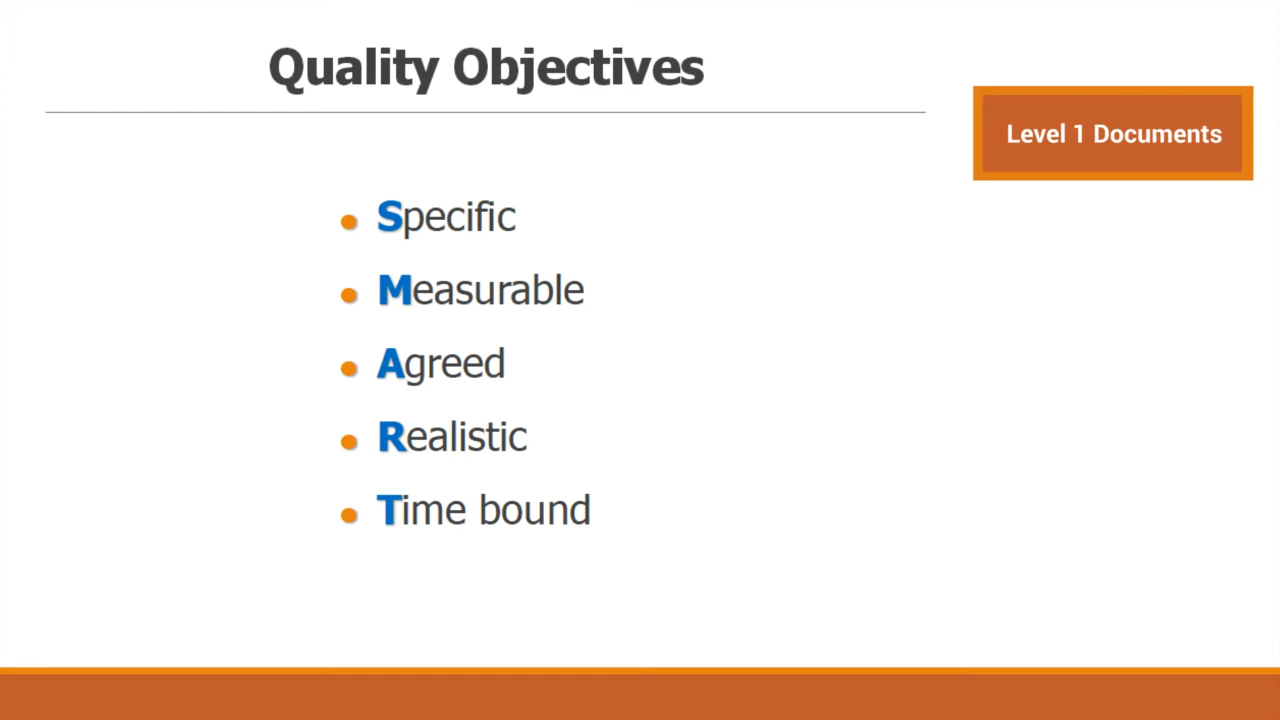 Quality Objectives
Level 1 Documents
Specific
Measurable
Agreed
Realistic
Time bound